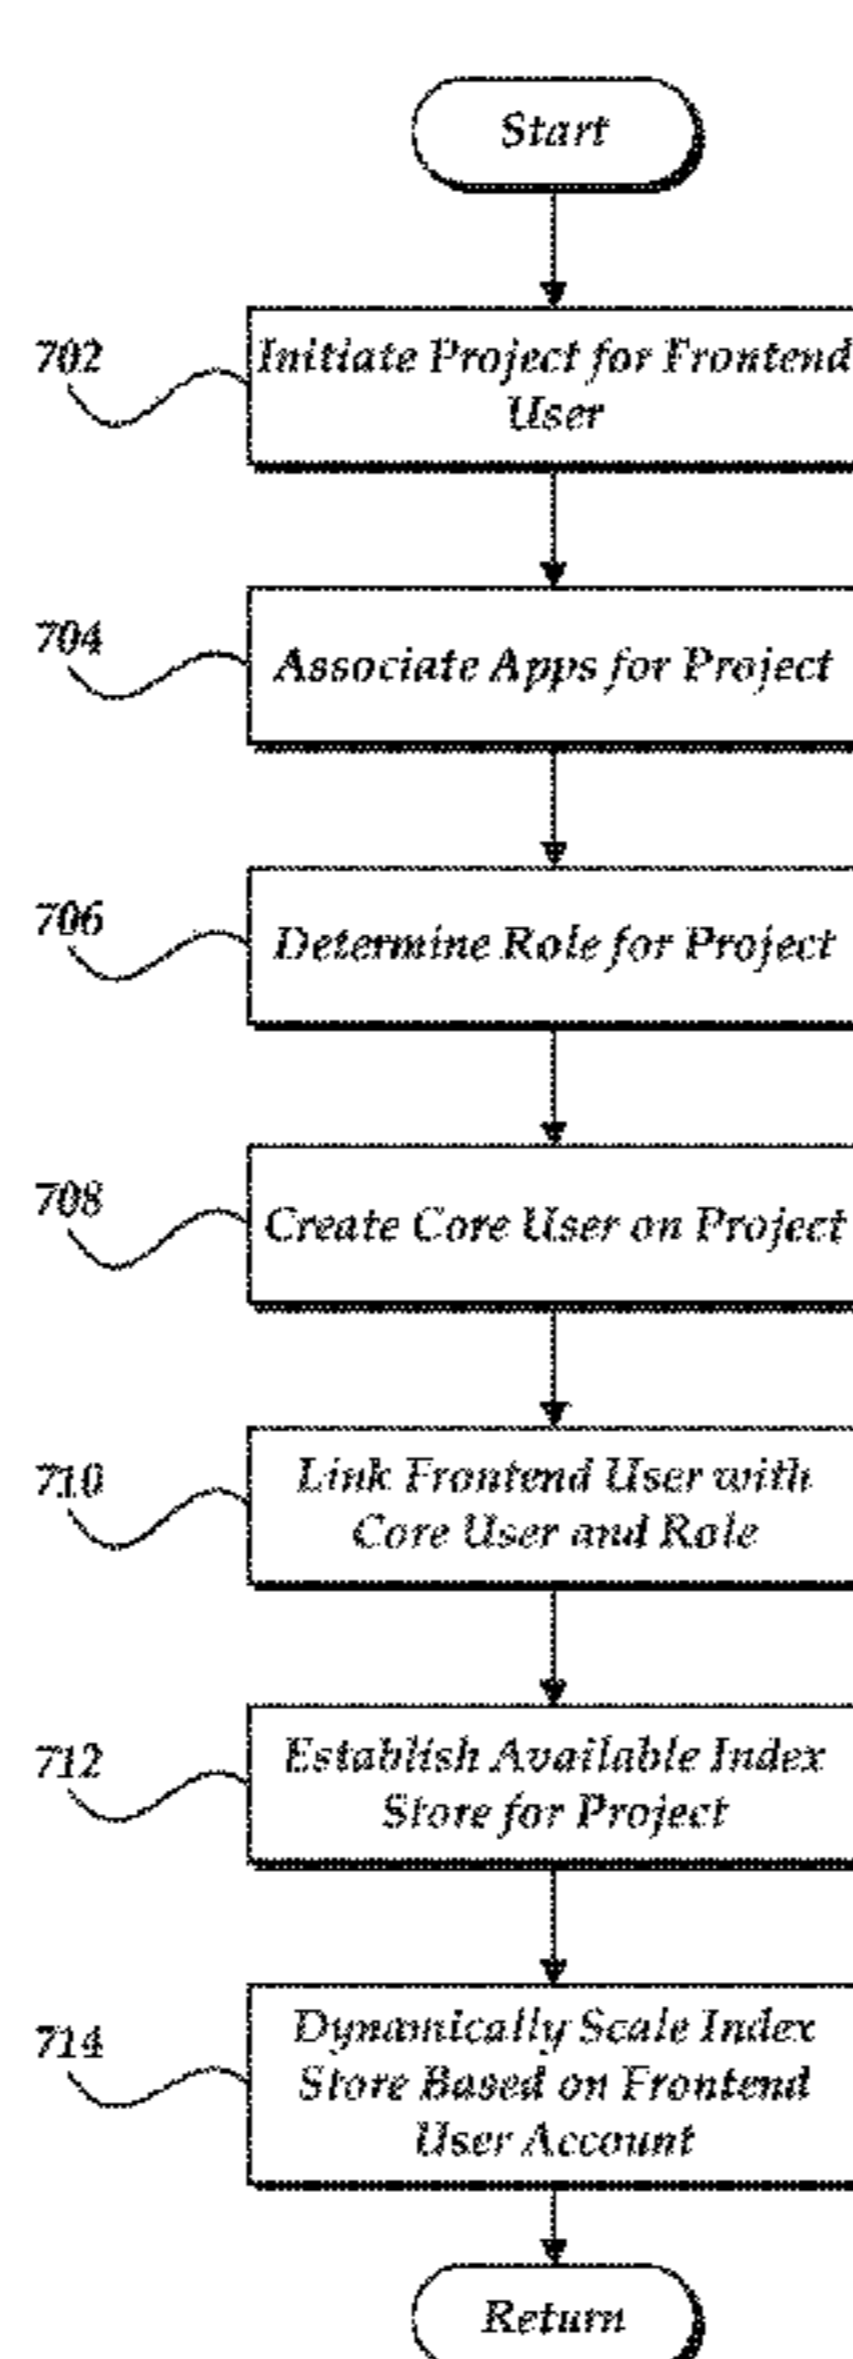 Start
702
Initiate Project for Frontend
User
704
Associate Apps for Project
706
Determine Role for Project
708
Create Core User on Project
710
Link Frontend User with
Core User and Role
712
Establish Available Index
Store for Project
714
Dynamically Scale Index
Store Based on Frontend
User Account
Return